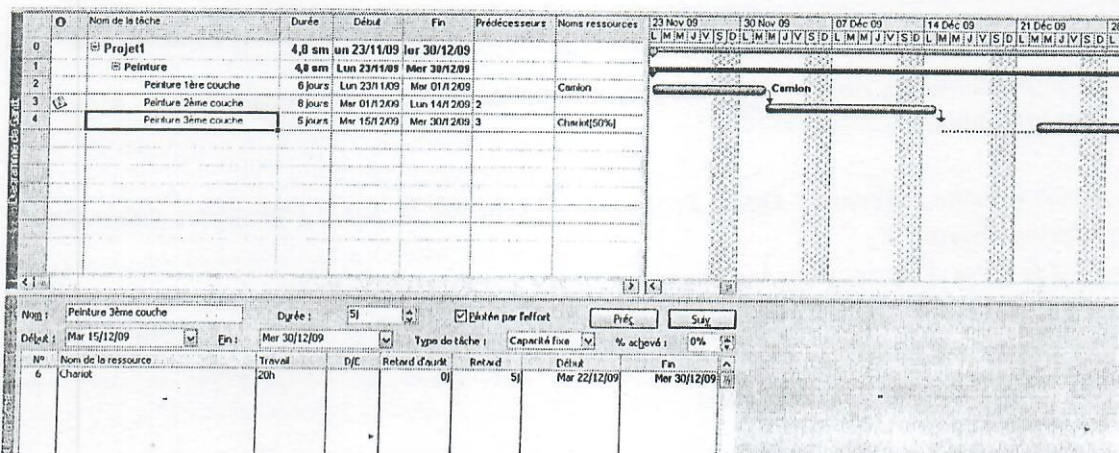 Nom de la tâche Durée Début Fin Prédécesseurs Noms ressources 23 Nov 09 30 Nov 09 07 Déc 09 14 Déc 09 21 Déc 09 28
L M M J V S D L M M J V S D L M M J V S D L M M J V S D L M M J V S D L
0 Projet1 4,8 sm un 23/11/09 ler 30/12/09
1 Peinture 4,8 sm Lun 23/11/09 Mer 30/12/09
2 Peinture 1ère couche 6 jours Lun 23/11/09 Mar 01/12/09 Camion Camion
3 Peinture 2ème couche 8 jours Mar 01/12/09 Lun 14/12/09 2
4 Peinture 3ème couche 5 jours Mar 15/12/09 Mer 30/12/09 3 Chariot[50%]
Nom : Peinture 3ème couche Durée : 5j Pilotée par l'effort Préc Suiv.
Début : Mar 15/12/09 Fin : Mer 30/12/09 Type de tâche : Capacité fixe % achevé : 0%
N° Nom de la ressource Travail D/C Retard d'audit Retard Début Fin
6 Chariot 20h 0j 5j Mar 22/12/09 Mer 30/12/09